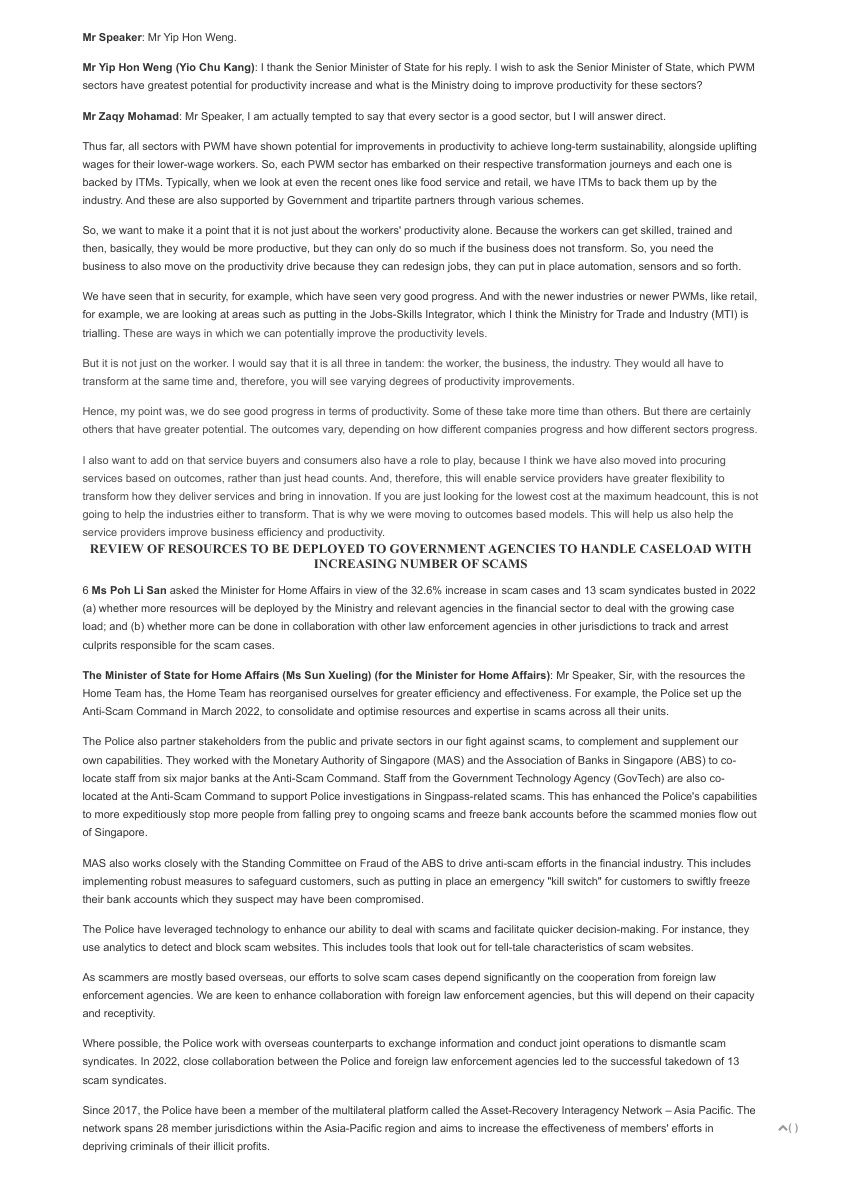 Mr Speaker: Mr Yip Hon Weng.
Mr Yip Hon Weng (Yio Chu Kang): I thank the Senior Minister of State for his reply. I wish to ask the Senior Minister of State, which PWM
sectors have greatest potential for productivity increase and what is the Ministry doing to improve productivity for these sectors?
Mr Zaqy Mohamad: Mr Speaker, I am actually tempted to say that every sector is a good sector, but I will answer direct.
Thus far, all sectors with PWM have shown potential for improvements in productivity to achieve long-term sustainability, alongside uplifting
wages for their lower-wage workers. So, each PWM sector has embarked on their respective transformation journeys and each one is
backed by ITMs. Typically, when we look at even the recent ones like food service and retail, we have ITMs to back them up by the
industry. And these are also supported by Government and tripartite partners through various schemes.
So, we want to make it a point that it is not just about the workers' productivity alone. Because the workers can get skilled, trained and
then, basically, they would be more productive, but they can only do so much if the business does not transform. So, you need the
business to also move on the productivity drive because they can redesign jobs, they can put in place automation, sensors and so forth.
We have seen that in security, for example, which have seen very good progress. And with the newer industries or newer PWMs, like retail,
for example, we are looking at areas such as putting in the Jobs-Skills Integrator, which I think the Ministry for Trade and Industry (MTI) is
trialling. These are ways in which we can potentially improve the productivity levels.
But it is not just on the worker. I would say that it is all three in tandem: the worker, the business, the industry. They would all have to
transform at the same time and, therefore, you will see varying degrees of productivity improvements.
Hence, my point was, we do see good progress in terms of productivity. Some of these take more time than others. But there are certainly
others that have greater potential. The outcomes vary, depending on how different companies progress and how different sectors progress.
I also want to add on that service buyers and consumers also have a role to play, because I think we have also moved into procuring
services based on outcomes, rather than just head counts. And, therefore, this will enable service providers have greater flexibility to
transform how they deliver services and bring in innovation. If you are just looking for the lowest cost at the maximum headcount, this is not
going to help the industries either to transform. That is why we were moving to outcomes based models. This will help us also help the
service providers improve business efficiency and productivity.
REVIEW OF RESOURCES TO BE DEPLOYED TO GOVERNMENT AGENCIES TO HANDLE CASELOAD WITH
INCREASING NUMBER OF SCAMS
6 Ms Poh Li San asked the Minister for Home Affairs in view of the 32.6% increase in scam cases and 13 scam syndicates busted in 2022
(a) whether more resources will be deployed by the Ministry and relevant agencies in the financial sector to deal with the growing case
load; and (b) whether more can be done in collaboration with other law enforcement agencies in other jurisdictions to track and arrest
culprits responsible for the scam cases.
The Minister of State for Home Affairs (Ms Sun Xueling) (for the Minister for Home Affairs): Mr Speaker, Sir, with the resources the
Home Team has, the Home Team has reorganised ourselves for greater efficiency and effectiveness. For example, the Police set up the
Anti-Scam Command in March 2022, to consolidate and optimise resources and expertise in scams across all their units.
The Police also partner stakeholders from the public and private sectors in our fight against scams, to complement and supplement our
own capabilities. They worked with the Monetary Authority of Singapore (MAS) and the Association of Banks in Singapore (ABS) to co-
locate staff from six major banks at the Anti-Scam Command. Staff from the Government Technology Agency (GovTech) are also co-
located at the Anti-Scam Command to support Police investigations in Singpass-related scams. This has enhanced the Police's capabilities
to more expeditiously stop more people from falling prey to ongoing scams and freeze bank accounts before the scammed monies flow out
of Singapore.
MAS also works closely with the Standing Committee on Fraud of the ABS to drive anti-scam efforts in the financial industry. This includes
implementing robust measures to safeguard customers, such as putting in place an emergency "kill switch" for customers to swiftly freeze
their bank accounts which they suspect may have been compromised.
The Police have leveraged technology to enhance our ability to deal with scams and facilitate quicker decision-making. For instance, they
use analytics to detect and block scam websites. This includes tools that look out for tell-tale characteristics of scam websites.
As scammers are mostly based overseas, our efforts to solve scam cases depend significantly on the cooperation from foreign law
enforcement agencies. We are keen to enhance collaboration with foreign law enforcement agencies, but this will depend on their capacity
and receptivity.
Where possible, the Police work with overseas counterparts to exchange information and conduct joint operations to dismantle scam
syndicates. In 2022, close collaboration between the Police and foreign law enforcement agencies led to the successful takedown of 13
scam syndicates.
Since 2017, the Police have been a member of the multilateral platform called the Asset-Recovery Interagency Network – Asia Pacific. The
network spans 28 member jurisdictions within the Asia-Pacific region and aims to increase the effectiveness of members' efforts in
depriving criminals of their illicit profits.
( )